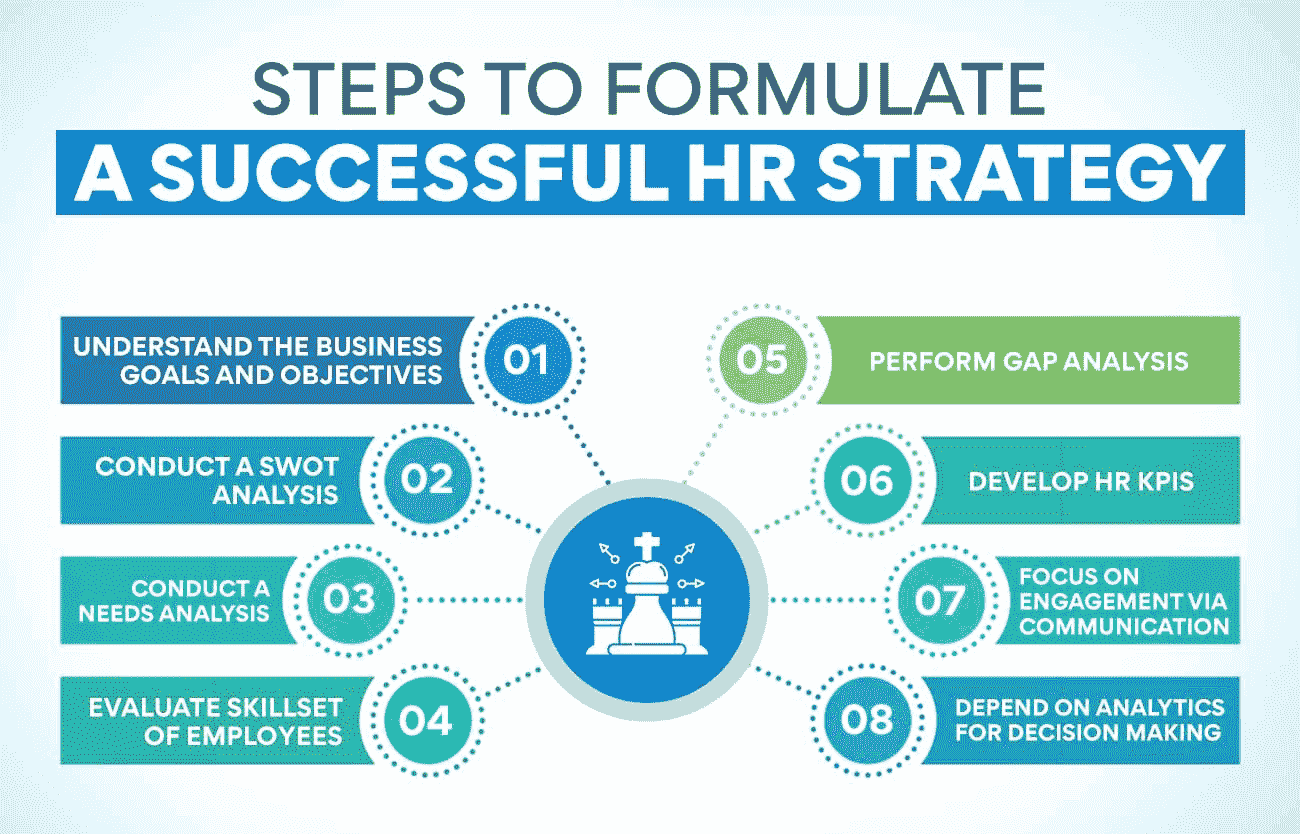 STEPS TO FORMULATE
A SUCCESSFUL HR STRATEGY
UNDERSTAND THE BUSINESS
GOALS AND OBJECTIVES
01
CONDUCT A SWOT
ANALYSIS
02
CONDUCT A
NEEDS ANALYSIS
03
EVALUATE SKILLSET
OF EMPLOYEES
04
05
PERFORM GAP ANALYSIS
06
DEVELOP HR KPIS
07
FOCUS ON
ENGAGEMENT VIA
COMMUNICATION
08
DEPEND ON ANALYTICS
FOR DECISION MAKING